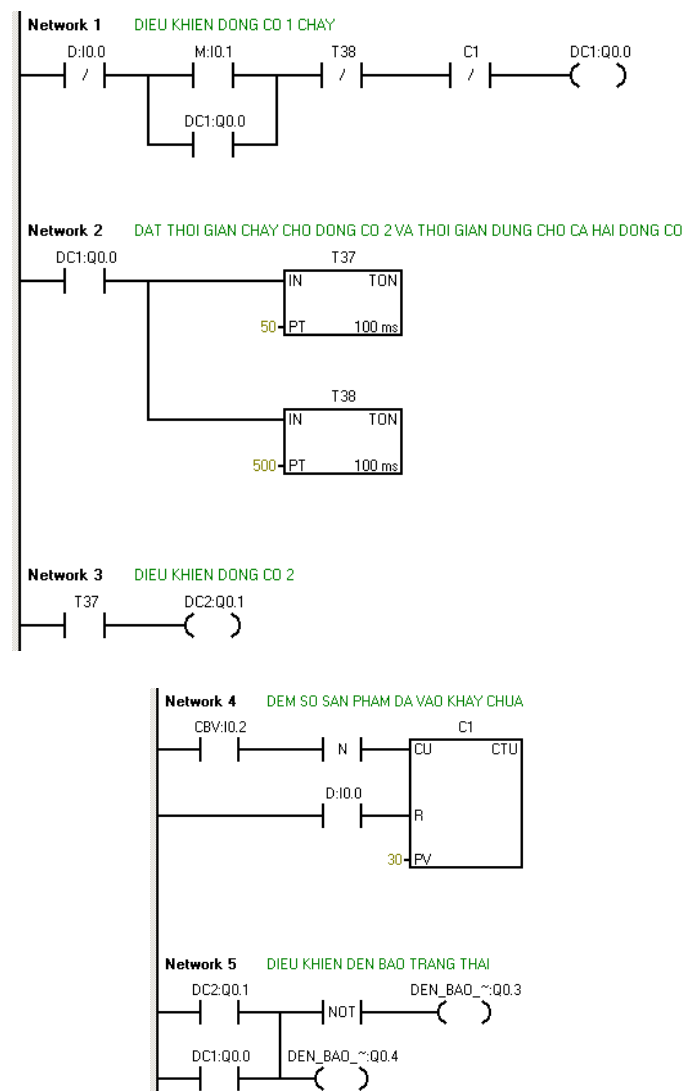 Network 1 DIEU KHIEN DONG CO 1 CHAY
D:I0.0 M:I0.1 T38 C1 DC1:Q0.0
/ / /
DC1:Q0.0
Network 2 DAT THOI GIAN CHAY CHO DONG CO 2 VA THOI GIAN DUNG CHO CA HAI DONG CO
DC1:Q0.0 T37
IN TON
50 PT 100 ms
T38
IN TON
500 PT 100 ms
Network 3 DIEU KHIEN DONG CO 2
T37 DC2:Q0.1
Network 4 DEM SO SAN PHAM DA VAO KHAY CHUA
CBV:I0.2 C1
N CU CTU
D:I0.0
R
30 PV
Network 5 DIEU KHIEN DEN BAO TRANG THAI
DC2:Q0.1 DEN_BAO_~:Q0.3
NOT
DC1:Q0.0 DEN_BAO_~:Q0.4